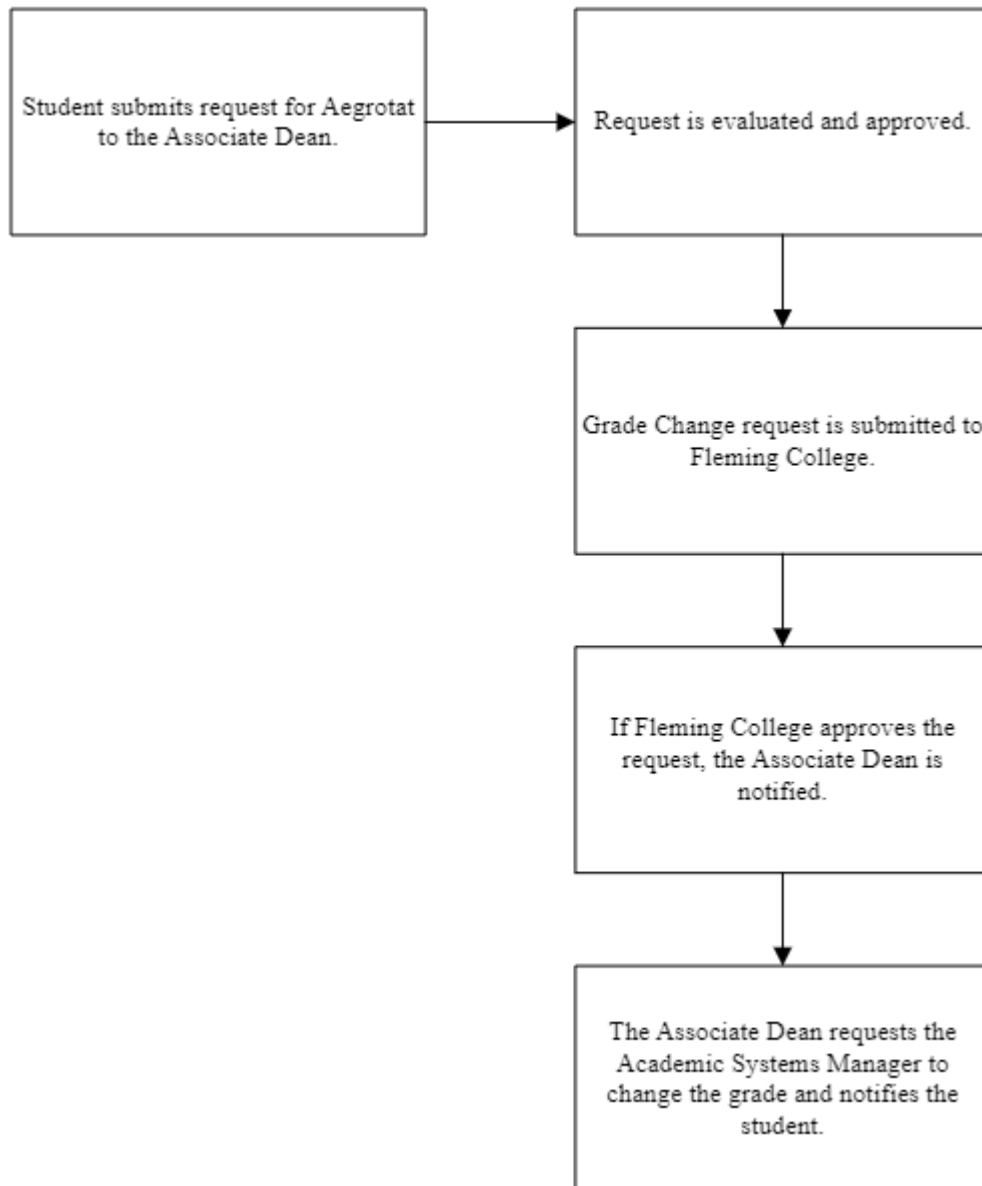 Student submits request for Aegrotat
to the Associate Dean.
Request is evaluated and approved.
Grade Change request is submitted to
Fleming College.
If Fleming College approves the
request, the Associate Dean is
notified.
The Associate Dean requests the
Academic Systems Manager to
change the grade and notifies the
student.